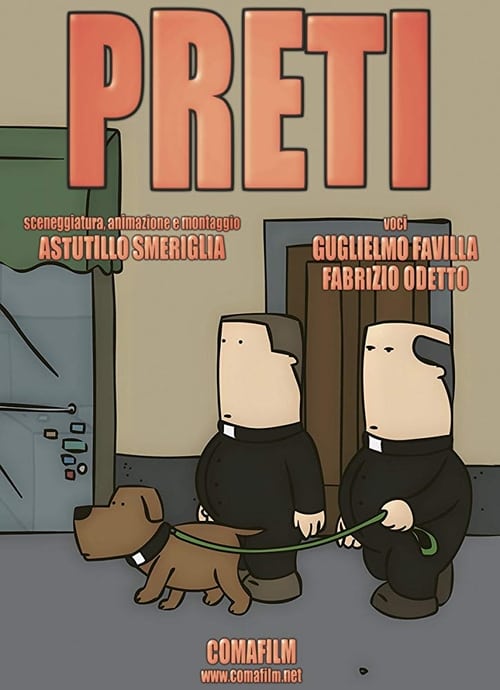 PRETI
sceneggiatura, animazione e montaggio
ASTUTILLO SMERIGLIA
voci
GUGLIELMO FAVILLA
FABRIZIO ODETTO
COMAFILM
www.comafilm.net